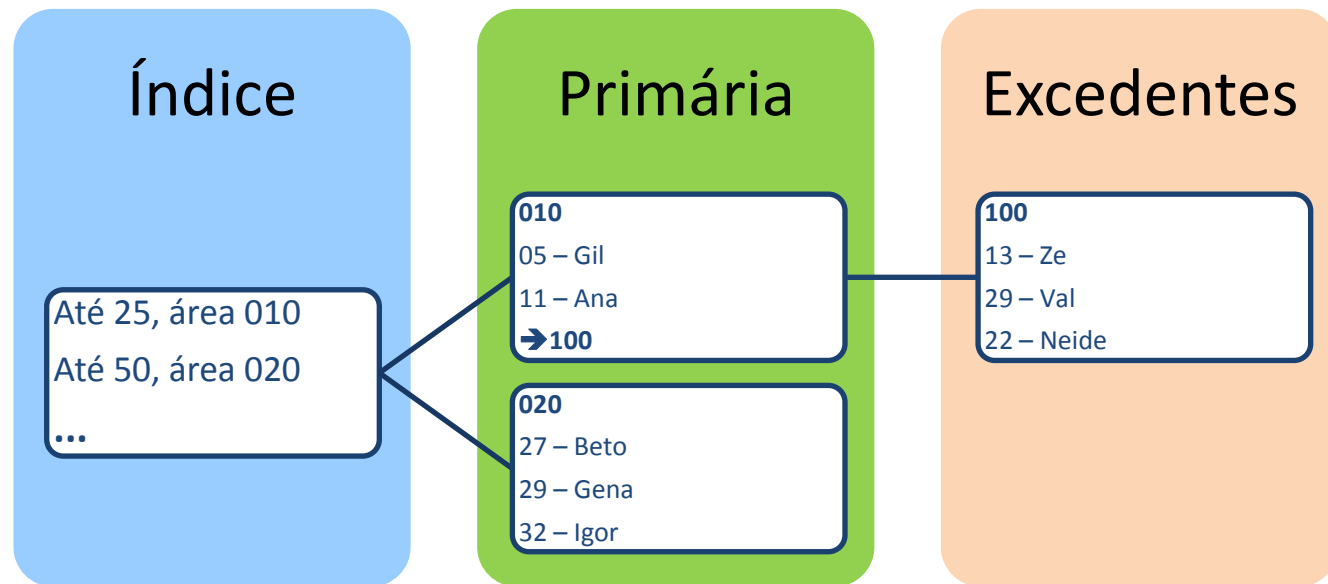 Índice
Até 25, área 010
Até 50, área 020
...
Primária
010
05 – Gil
11 – Ana
➔100
020
27 – Beto
29 – Gena
32 – Igor
Excedentes
100
13 – Ze
29 – Val
22 – Neide